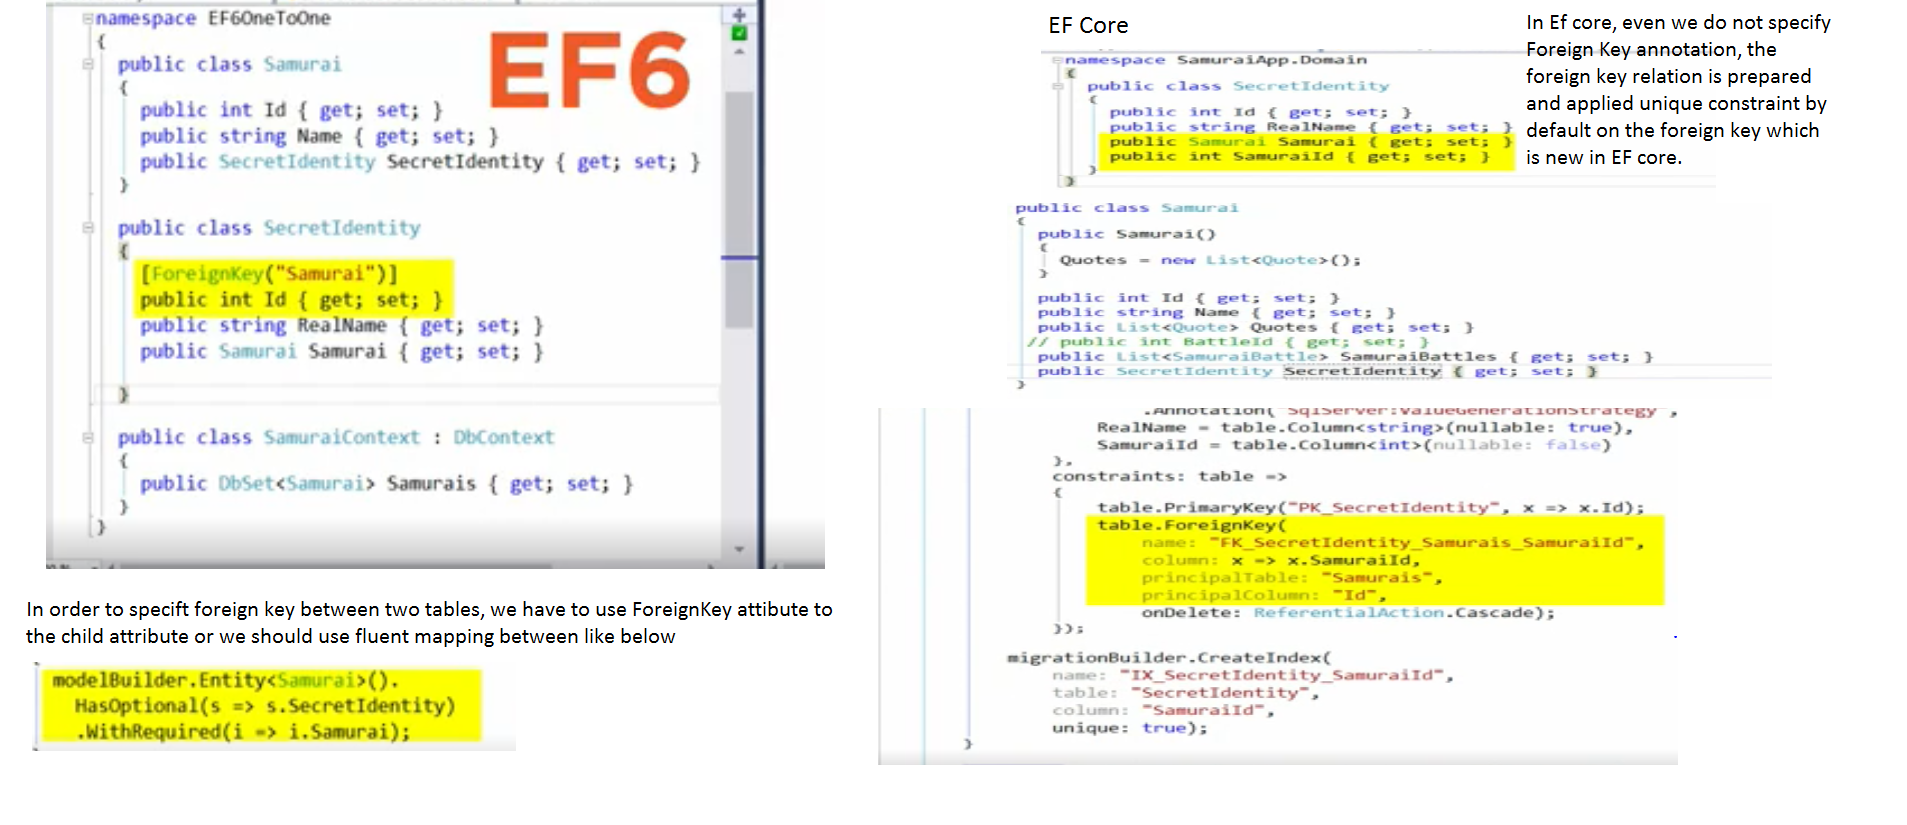 namespace EF6OneToOne
{
public class Samurai
{
public int Id { get; set; }
public string Name { get; set; }
public SecretIdentity SecretIdentity { get; set; }
}
public class SecretIdentity
{
[ForeignKey("Samurai")]
public int Id { get; set; }
public string RealName { get; set; }
public Samurai Samurai { get; set; }
}
public class SamuraiContext : DbContext
{
public DbSet<Samurai> Samurais { get; set; }
}
}
EF6
In order to specift foreign key between two tables, we have to use ForeignKey attibute to
the child attribute or we should use fluent mapping between like below
modelBuilder.Entity<Samurai>().
HasOptional(s => s.SecretIdentity)
.WithRequired(i => i.Samurai);
EF Core
namespace SamuraiApp.Domain
{
public class SecretIdentity
{
public int Id { get; set; }
public string RealName { get; set; }
public Samurai Samurai { get; set; }
public int SamuraiId { get; set; }
}
}
In Ef core, even we do not specify
Foreign Key annotation, the
foreign key relation is prepared
and applied unique constraint by
default on the foreign key which
is new in EF core.
public class Samurai
{
public Samurai()
{
Quotes = new List<Quote>();
}
public int Id { get; set; }
public string Name { get; set; }
public List<Quote> Quotes { get; set; }
// public int BattleId { get; set; }
public List<SamuraiBattle> SamuraiBattles { get; set; }
public SecretIdentity SecretIdentity { get; set; }
}
.Annotation("SqlServer:ValueGenerationStrategy",
RealName = table.Column<string>(nullable: true),
SamuraiId = table.Column<int>(nullable: false)
},
constraints: table =>
{
table.PrimaryKey("PK_SecretIdentity", x => x.Id);
table.ForeignKey(
name: "FK_SecretIdentity_Samurais_SamuraiId",
column: x => x.SamuraiId,
principalTable: "Samurais",
principalColumn: "Id",
onDelete: ReferentialAction.Cascade);
});
migrationBuilder.CreateIndex(
name: "IX_SecretIdentity_SamuraiId",
table: "SecretIdentity",
column: "SamuraiId",
unique: true);
}